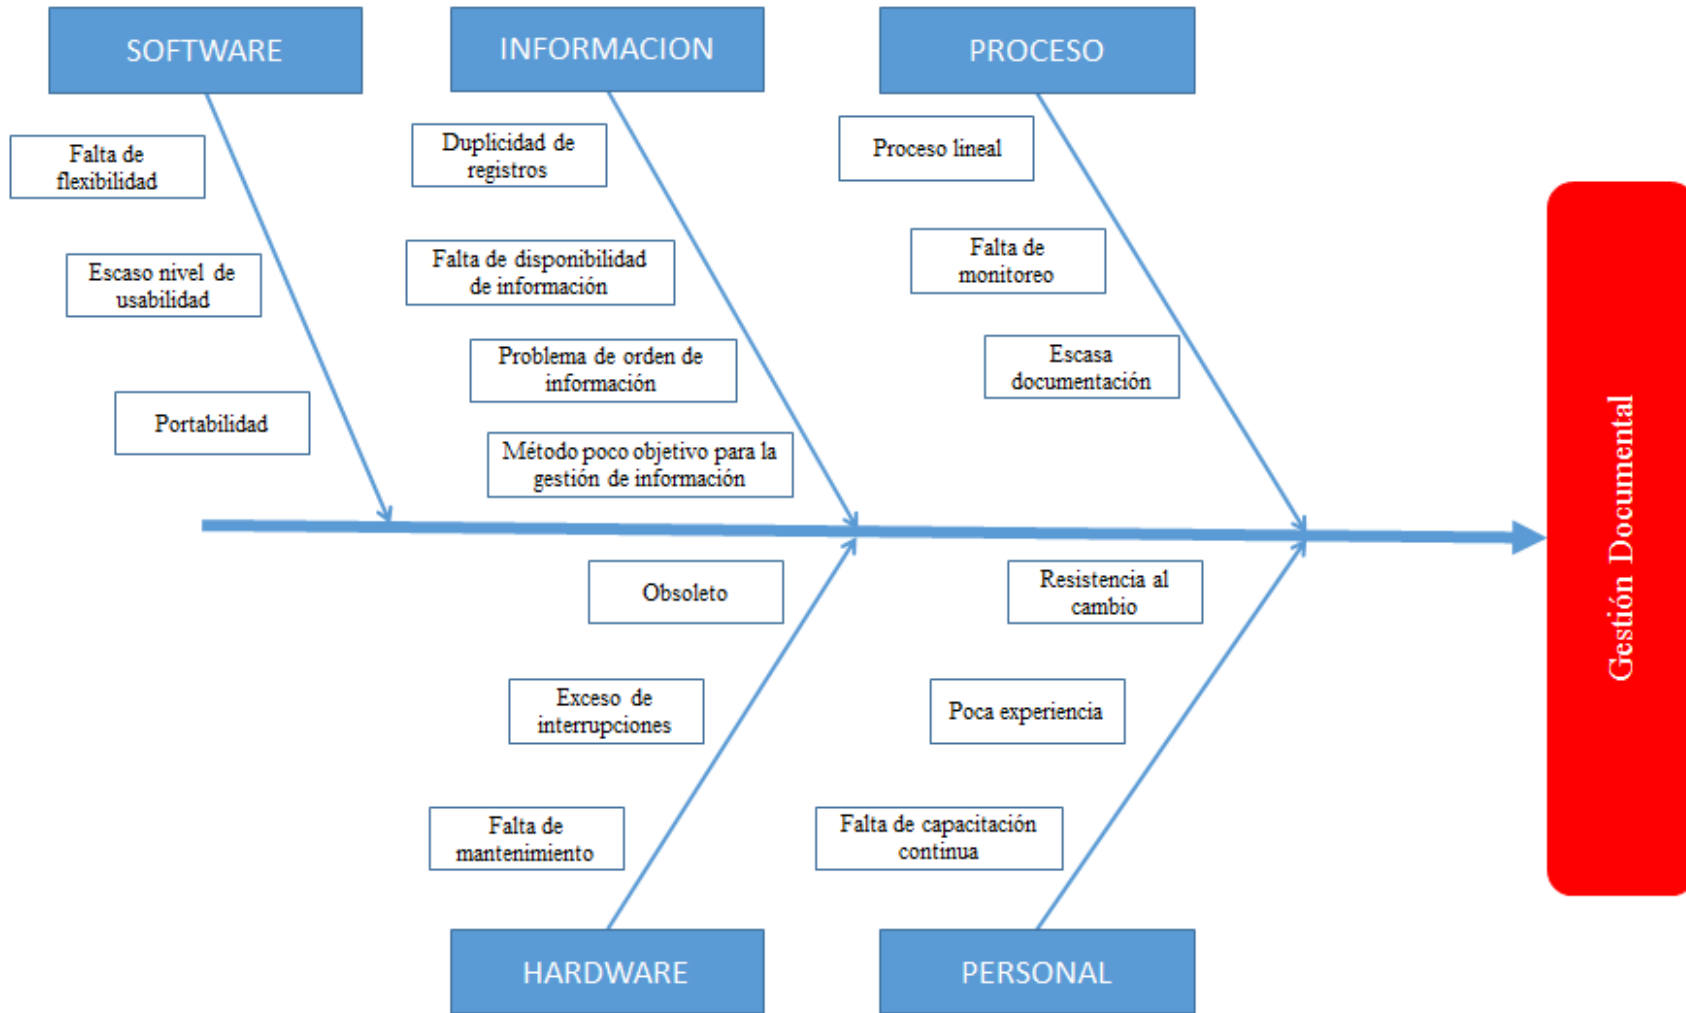 SOFTWARE
INFORMACION
PROCESO
Falta de
flexibilidad
Escaso nivel de
usabilidad
Portabilidad
Duplicidad de
registros
Falta de disponibilidad
de información
Problema de orden de
información
Método poco objetivo para la
gestión de información
Proceso lineal
Falta de
monitoreo
Escasa
documentación
Obsoleto
Exceso de
interrupciones
Falta de
mantenimiento
Resistencia al
cambio
Poca experiencia
Falta de capacitación
continua
HARDWARE
PERSONAL
Gestión Documental